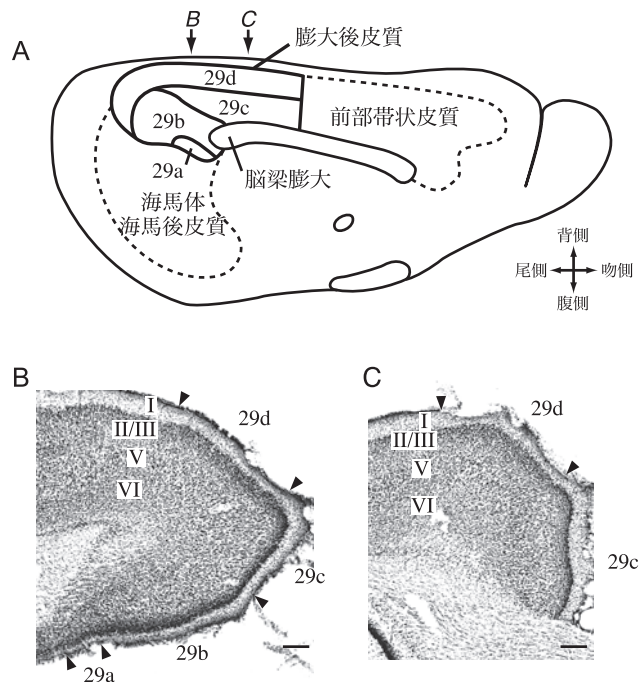 A
B
C
膨大後皮質
29d
29c
29b
29a
前部帯状皮質
脳梁膨大
海馬体
海馬後皮質
背側
尾側
吻側
腹側
B
I
II/III
V
VI
29d
29c
29b
29a
C
I
II/III
V
VI
29d
29c